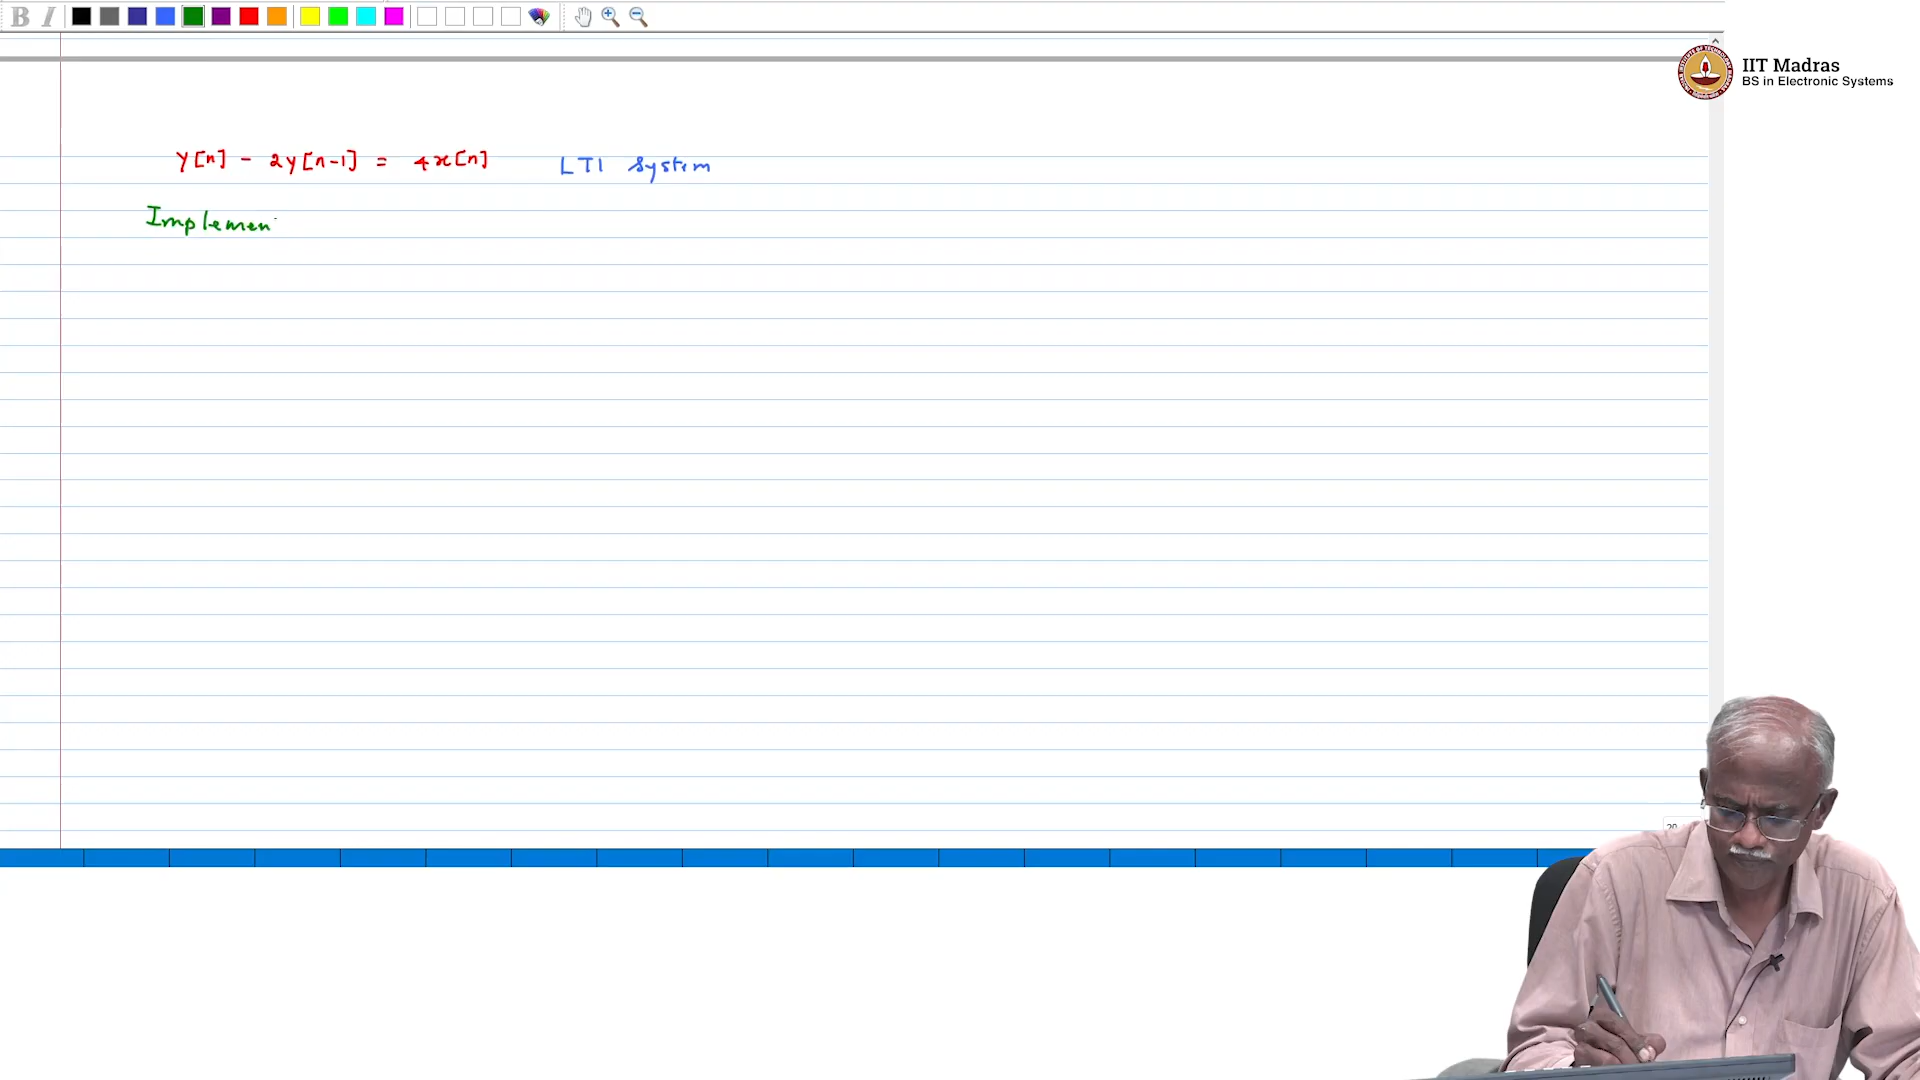 B I
IIT Madras
BS in Electronic Systems
y[n] - 2y[n-1] = 4x[n] LTI System
Implemen